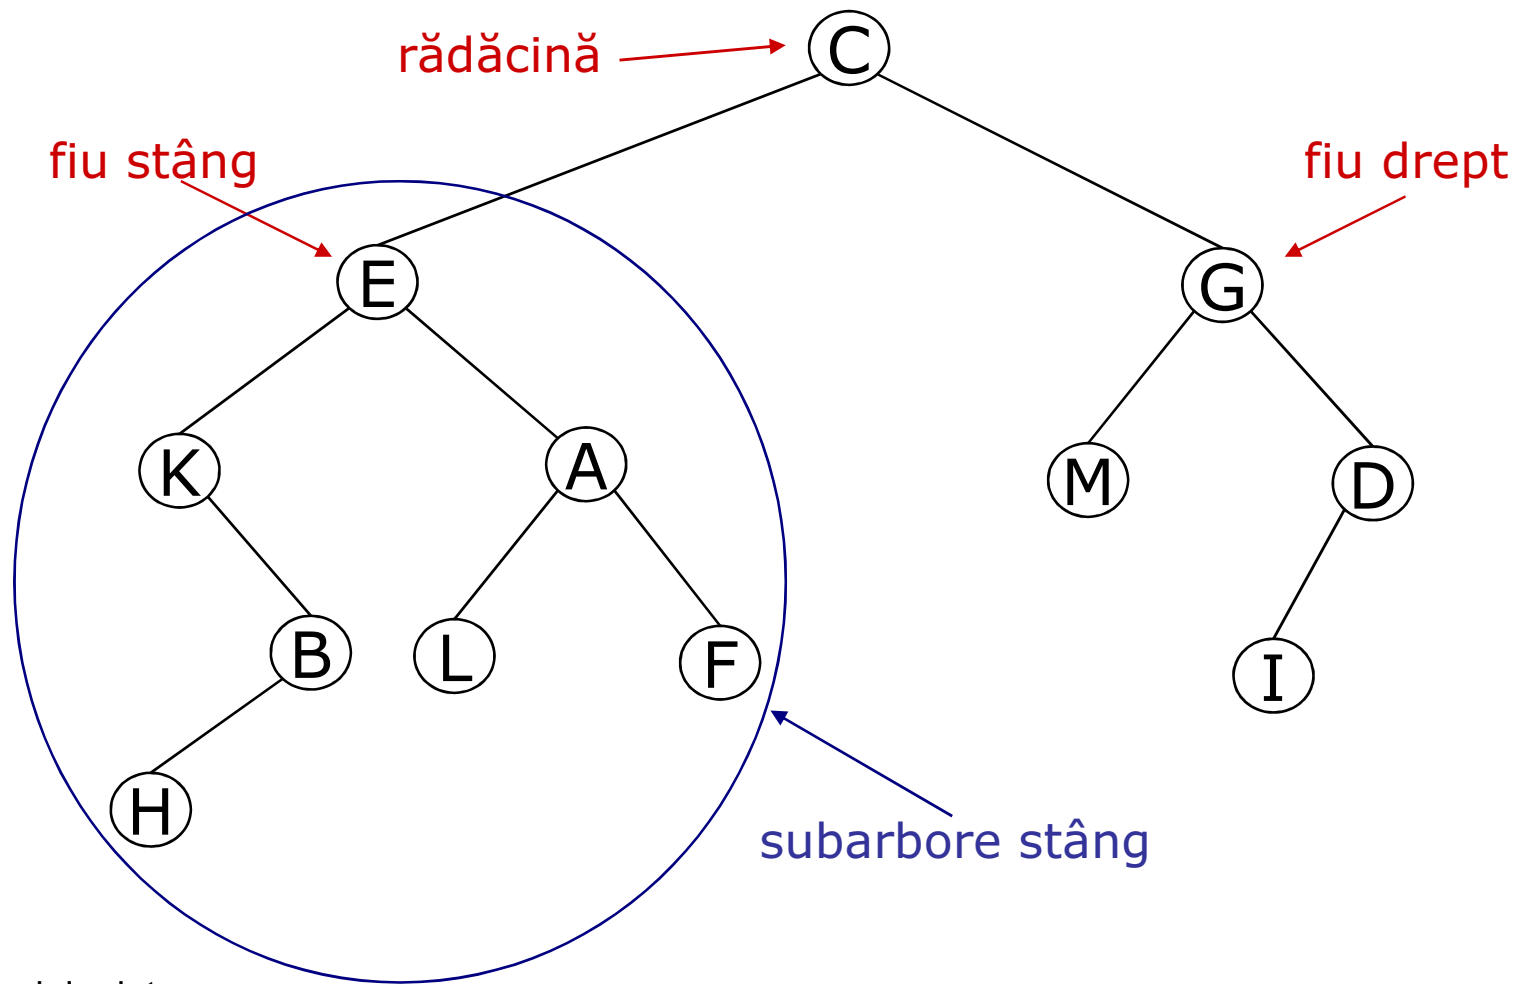 rădăcină
C
fiu stâng
fiu drept
E
G
K
A
M
D
B
L
F
I
H
subarbore stâng